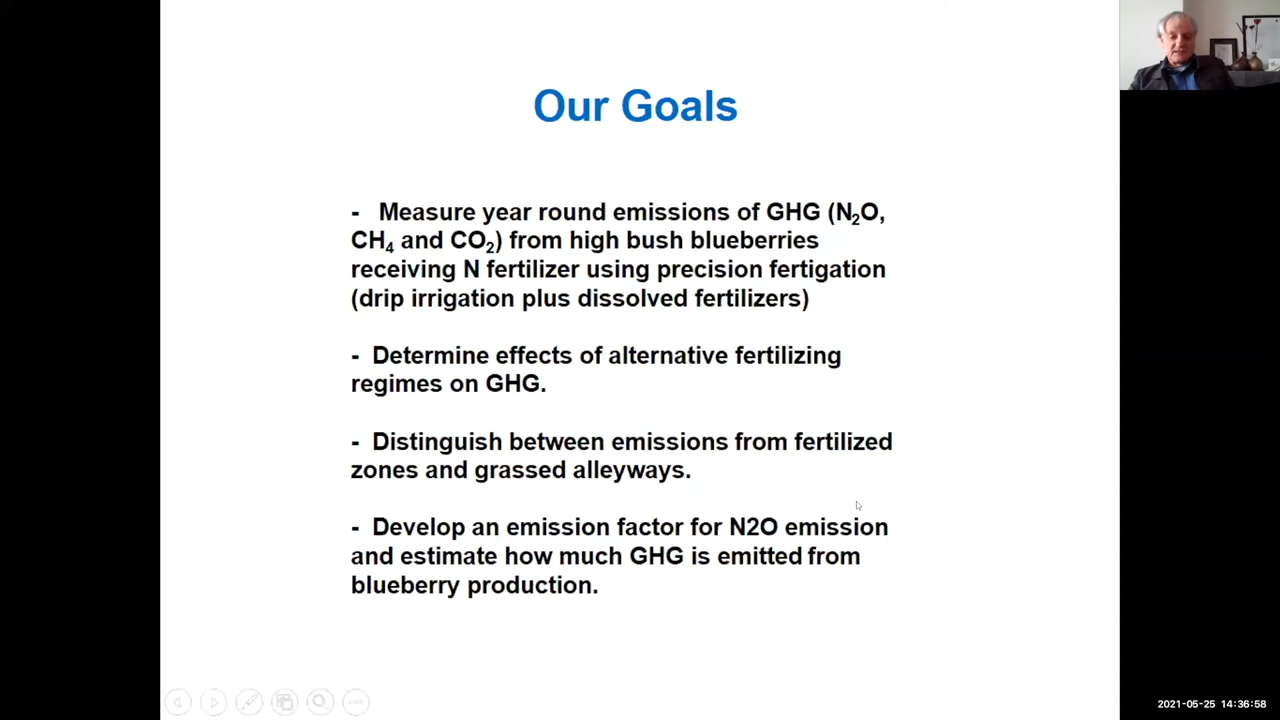 Our Goals
- Measure year round emissions of GHG (N₂O,
CH₄ and CO₂) from high bush blueberries
receiving N fertilizer using precision fertigation
(drip irrigation plus dissolved fertilizers)
- Determine effects of alternative fertilizing
regimes on GHG.
- Distinguish between emissions from fertilized
zones and grassed alleyways.
- Develop an emission factor for N2O emission
and estimate how much GHG is emitted from
blueberry production.
2021-05-25 14:36:58